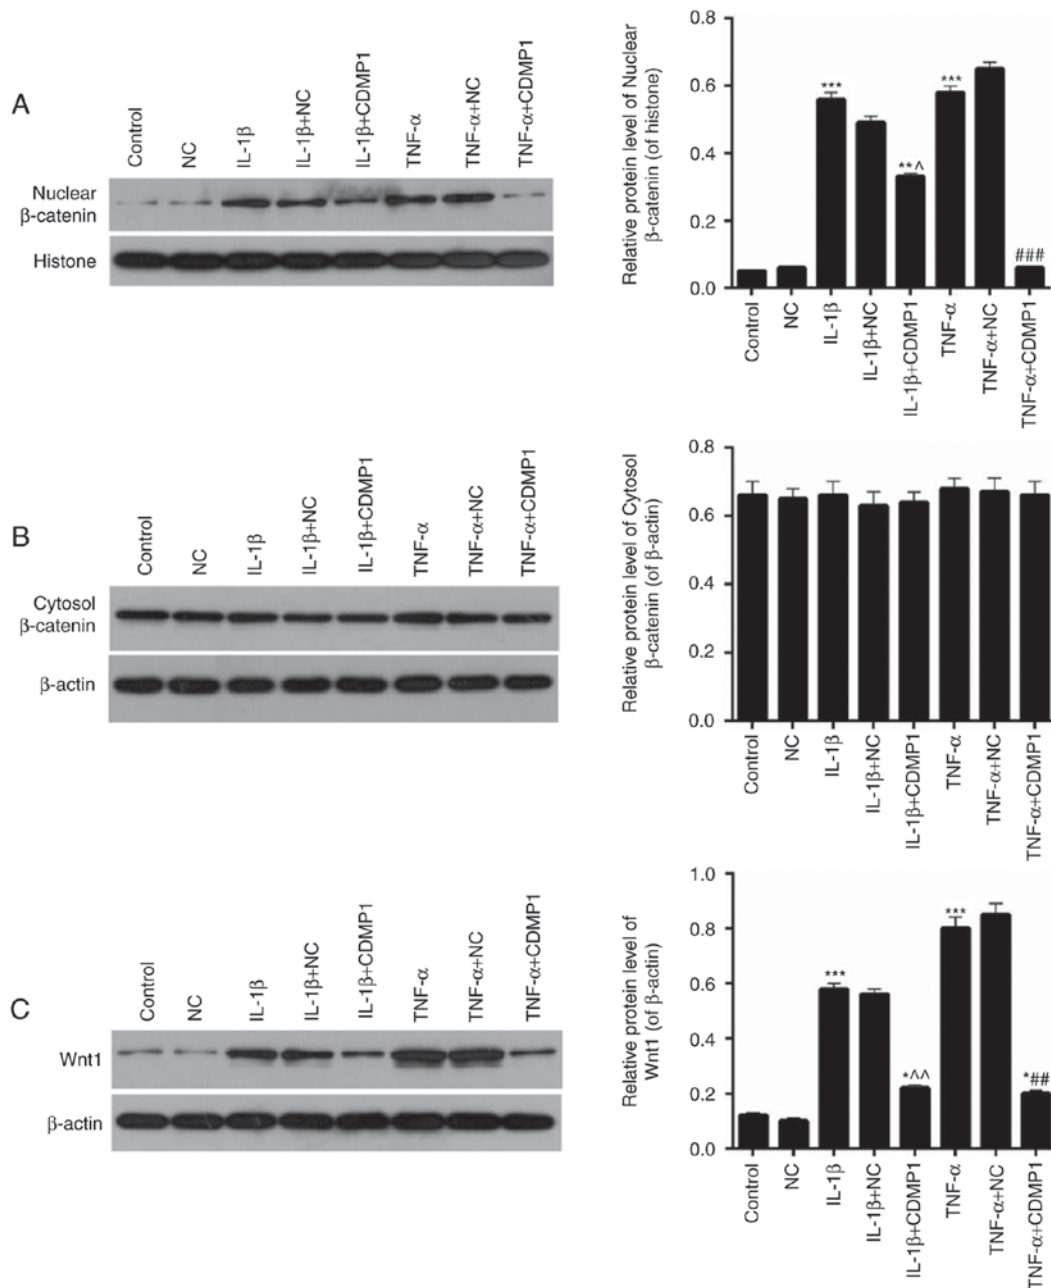 A
Control
NC
IL-1β
IL-1β+NC
IL-1β+CDMP1
TNF-α
TNF-α+NC
TNF-α+CDMP1
Nuclear
β-catenin
Histone
Relative protein level of Nuclear
β-catenin (of histone)
0.8
0.6
0.4
0.2
0.0
***
**^
***
###
Control
NC
IL-1β
IL-1β+NC
IL-1β+CDMP1
TNF-α
TNF-α+NC
TNF-α+CDMP1
B
Control
NC
IL-1β
IL-1β+NC
IL-1β+CDMP1
TNF-α
TNF-α+NC
TNF-α+CDMP1
Cytosol
β-catenin
β-actin
Relative protein level of Cytosol
β-catenin (of β-actin)
0.8
0.6
0.4
0.2
0.0
Control
NC
IL-1β
IL-1β+NC
IL-1β+CDMP1
TNF-α
TNF-α+NC
TNF-α+CDMP1
C
Control
NC
IL-1β
IL-1β+NC
IL-1β+CDMP1
TNF-α
TNF-α+NC
TNF-α+CDMP1
Wnt1
β-actin
Relative protein level of
Wnt1 (of β-actin)
1.0
0.8
0.6
0.4
0.2
0.0
***
*^^
***
*##
Control
NC
IL-1β
IL-1β+NC
IL-1β+CDMP1
TNF-α
TNF-α+NC
TNF-α+CDMP1